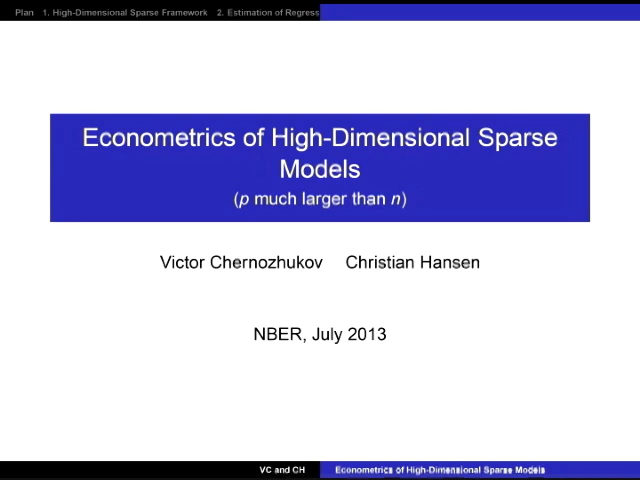 Plan 1. High-Dimensional Sparse Framework 2. Estimation of Regress
Econometrics of High-Dimensional Sparse
Models
(p much larger than n)
Victor Chernozhukov Christian Hansen
NBER, July 2013
VC and CH Econometrics of High-Dimensional Sparse Models